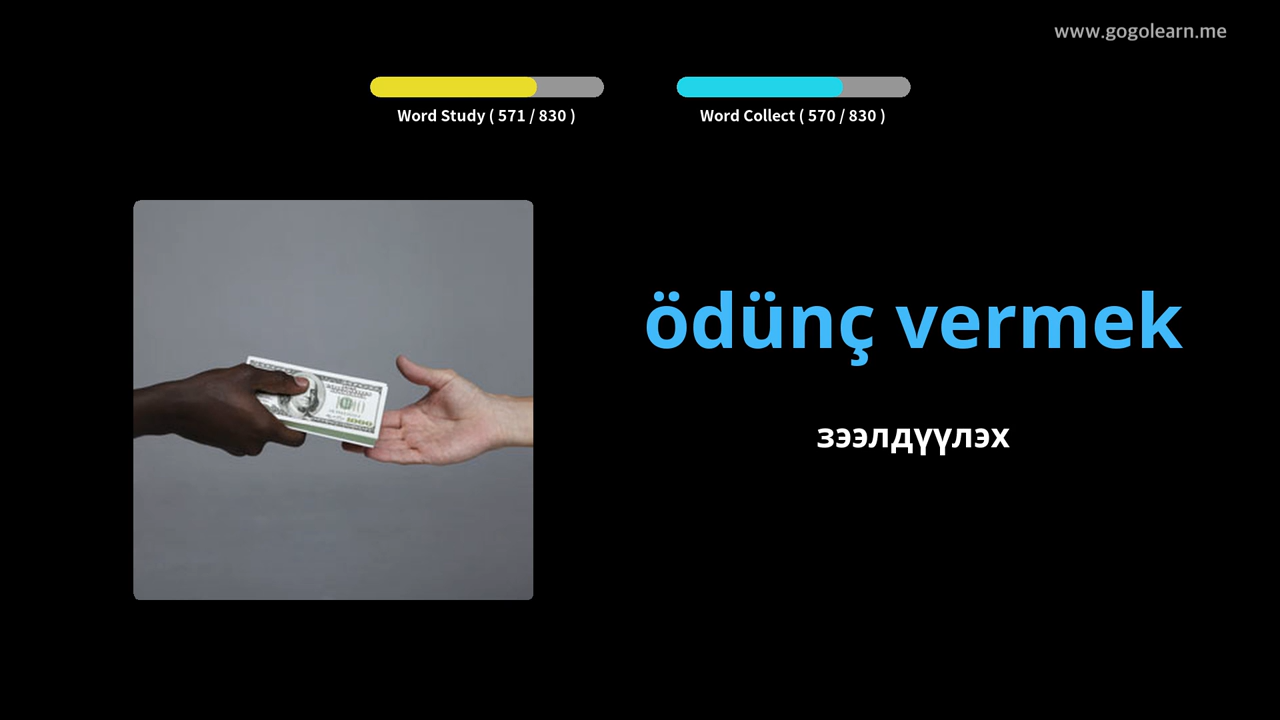 www.gogolearn.me
Word Study ( 571 / 830 )
Word Collect ( 570 / 830 )
ödünç vermek
зээлдүүлэх